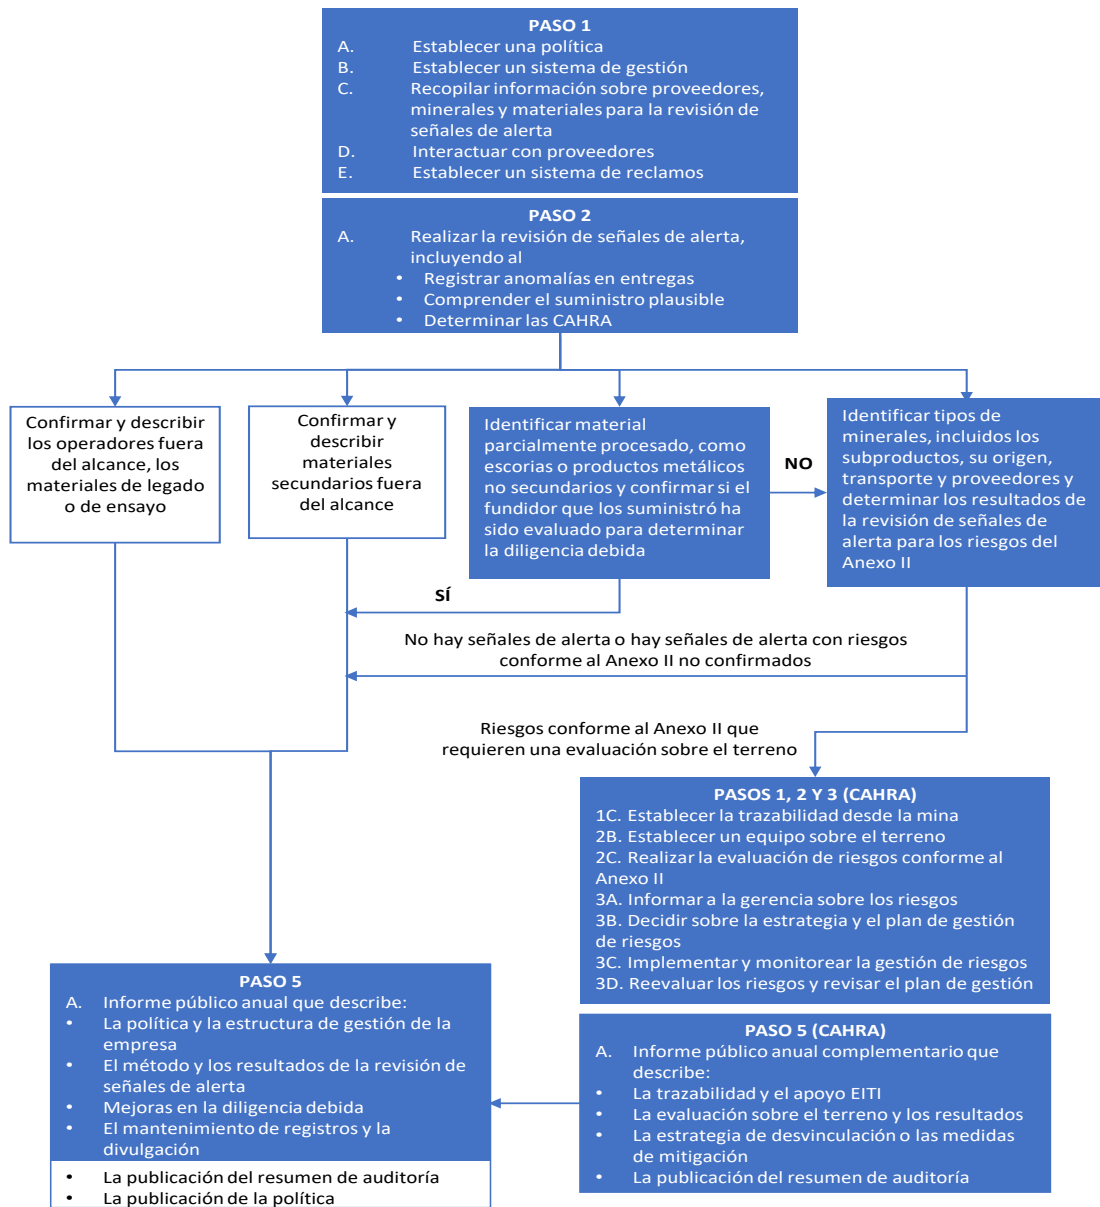 PASO 1
A. Establecer una política
B. Establecer un sistema de gestión
C. Recopilar información sobre proveedores,
minerales y materiales para la revisión de
señales de alerta
D. Interactuar con proveedores
E. Establecer un sistema de reclamos
PASO 2
A. Realizar la revisión de señales de alerta,
incluyendo al
• Registrar anomalías en entregas
• Comprender el suministro plausible
• Determinar las CAHRA
Confirmar y describir
los operadores fuera
del alcance, los
materiales de legado
o de ensayo
Confirmar y
describir
materiales
secundarios fuera
del alcance
Identificar material
parcialmente procesado, como
escorias o productos metálicos
no secundarios y confirmar si el
fundidor que los suministró ha
sido evaluado para determinar
la diligencia debida
NO
Identificar tipos de
minerales, incluidos los
subproductos, su origen,
transporte y proveedores y
determinar los resultados de
la revisión de señales de
alerta para los riesgos del
Anexo II
SÍ
No hay señales de alerta o hay señales de alerta con riesgos
conforme al Anexo II no confirmados
Riesgos conforme al Anexo II que
requieren una evaluación sobre el terreno
PASOS 1, 2 Y 3 (CAHRA)
1C. Establecer la trazabilidad desde la mina
2B. Establecer un equipo sobre el terreno
2C. Realizar la evaluación de riesgos conforme al
Anexo II
3A. Informar a la gerencia sobre los riesgos
3B. Decidir sobre la estrategia y el plan de gestión
de riesgos
3C. Implementar y monitorear la gestión de riesgos
3D. Reevaluar los riesgos y revisar el plan de gestión
PASO 5
A. Informe público anual que describe:
• La política y la estructura de gestión de la
empresa
• El método y los resultados de la revisión de
señales de alerta
• Mejoras en la diligencia debida
• El mantenimiento de registros y la
divulgación
• La publicación del resumen de auditoría
• La publicación de la política
PASO 5 (CAHRA)
A. Informe público anual complementario que
describe:
• La trazabilidad y el apoyo EITI
• La evaluación sobre el terreno y los resultados
• La estrategia de desvinculación o las medidas
de mitigación
• La publicación del resumen de auditoría